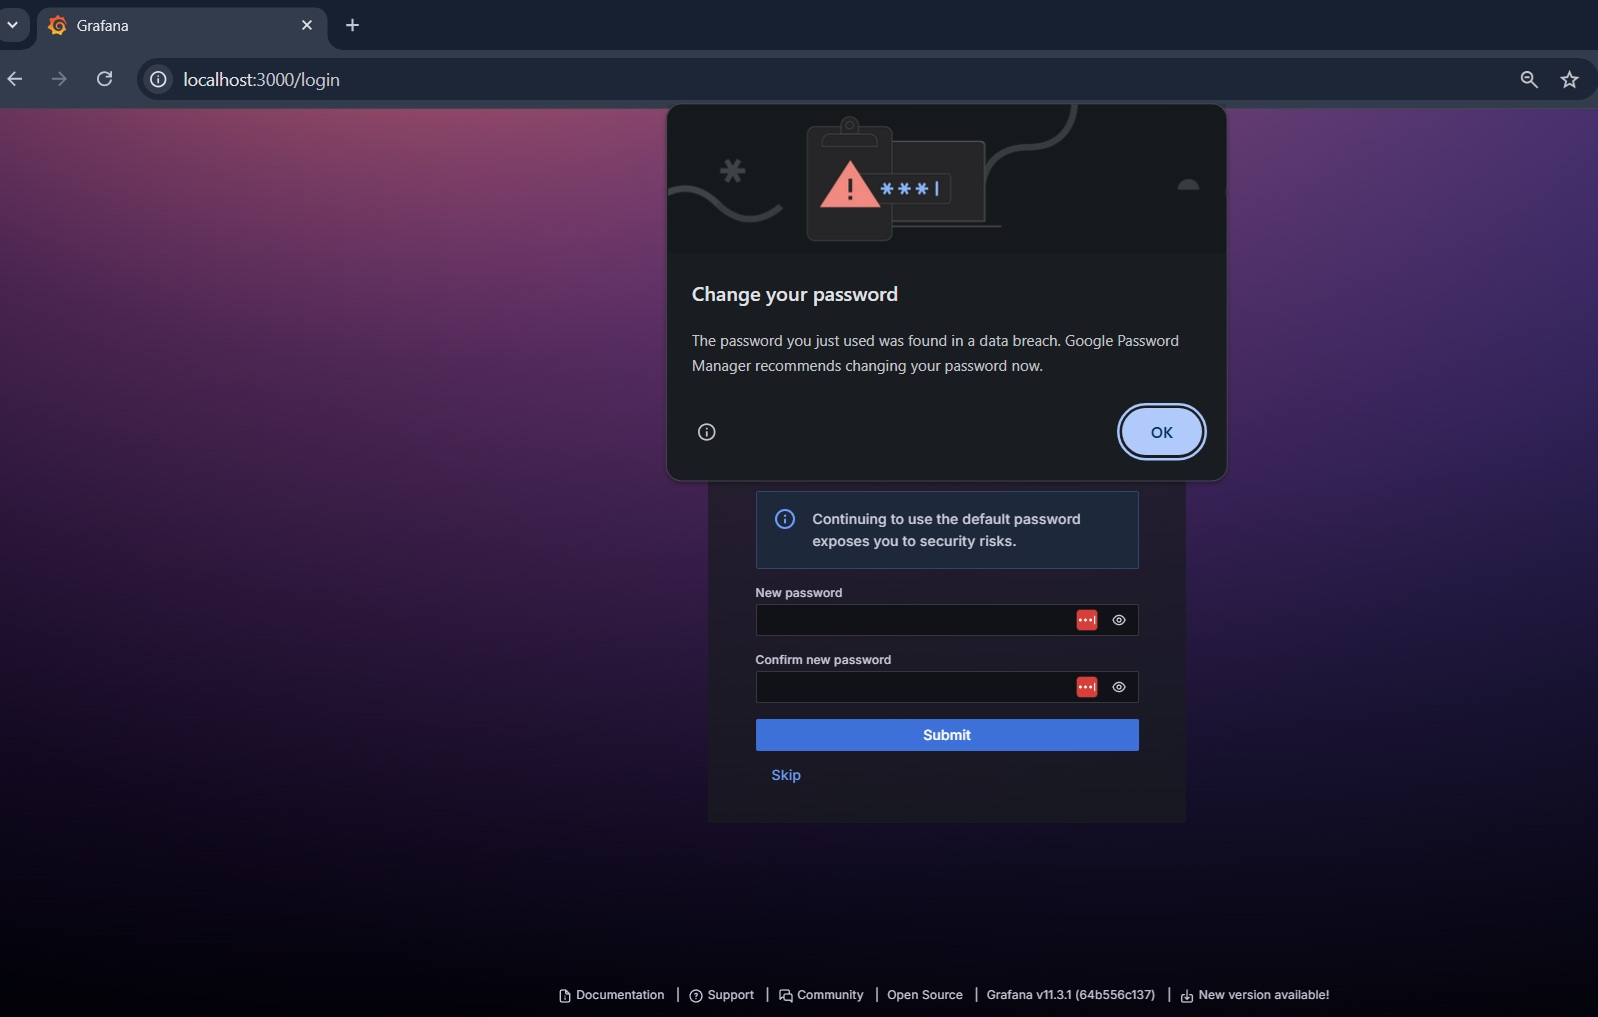 Grafana
localhost:3000/login
***|
Change your password
The password you just used was found in a data breach. Google Password
Manager recommends changing your password now.
OK
Continuing to use the default password
exposes you to security risks.
New password
Confirm new password
Submit
Skip
Documentation | Support | Community | Open Source | Grafana v11.3.1 (64b556c137) | New version available!